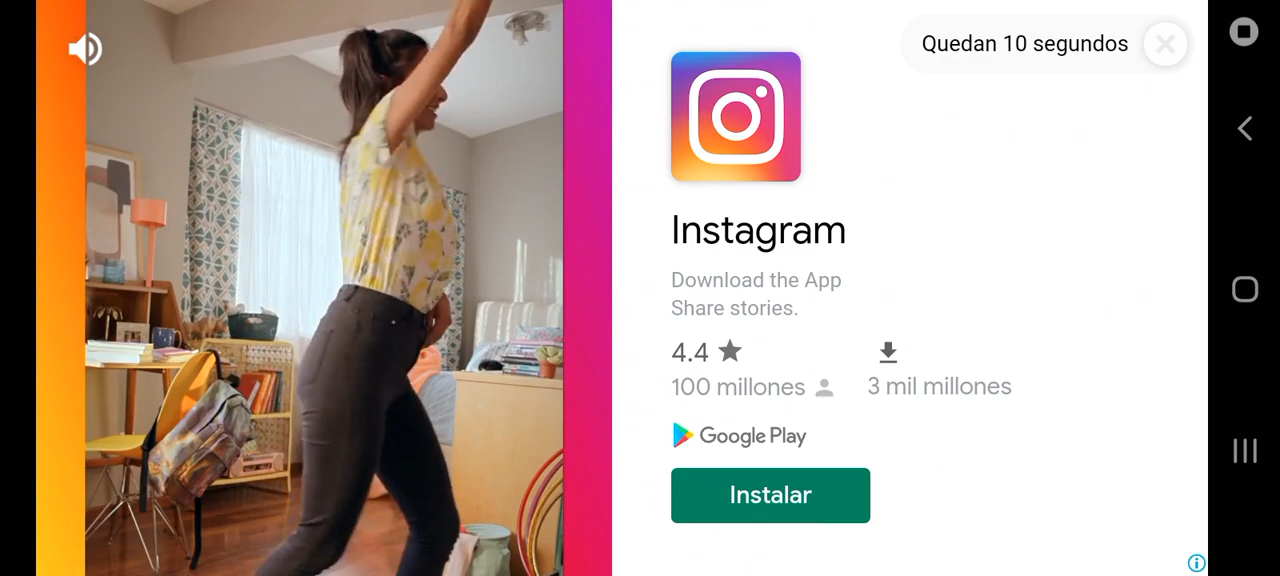 Quedan 10 segundos
Instagram
Download the App
Share stories.
4.4
100 millones
3 mil millones
Google Play
Instalar